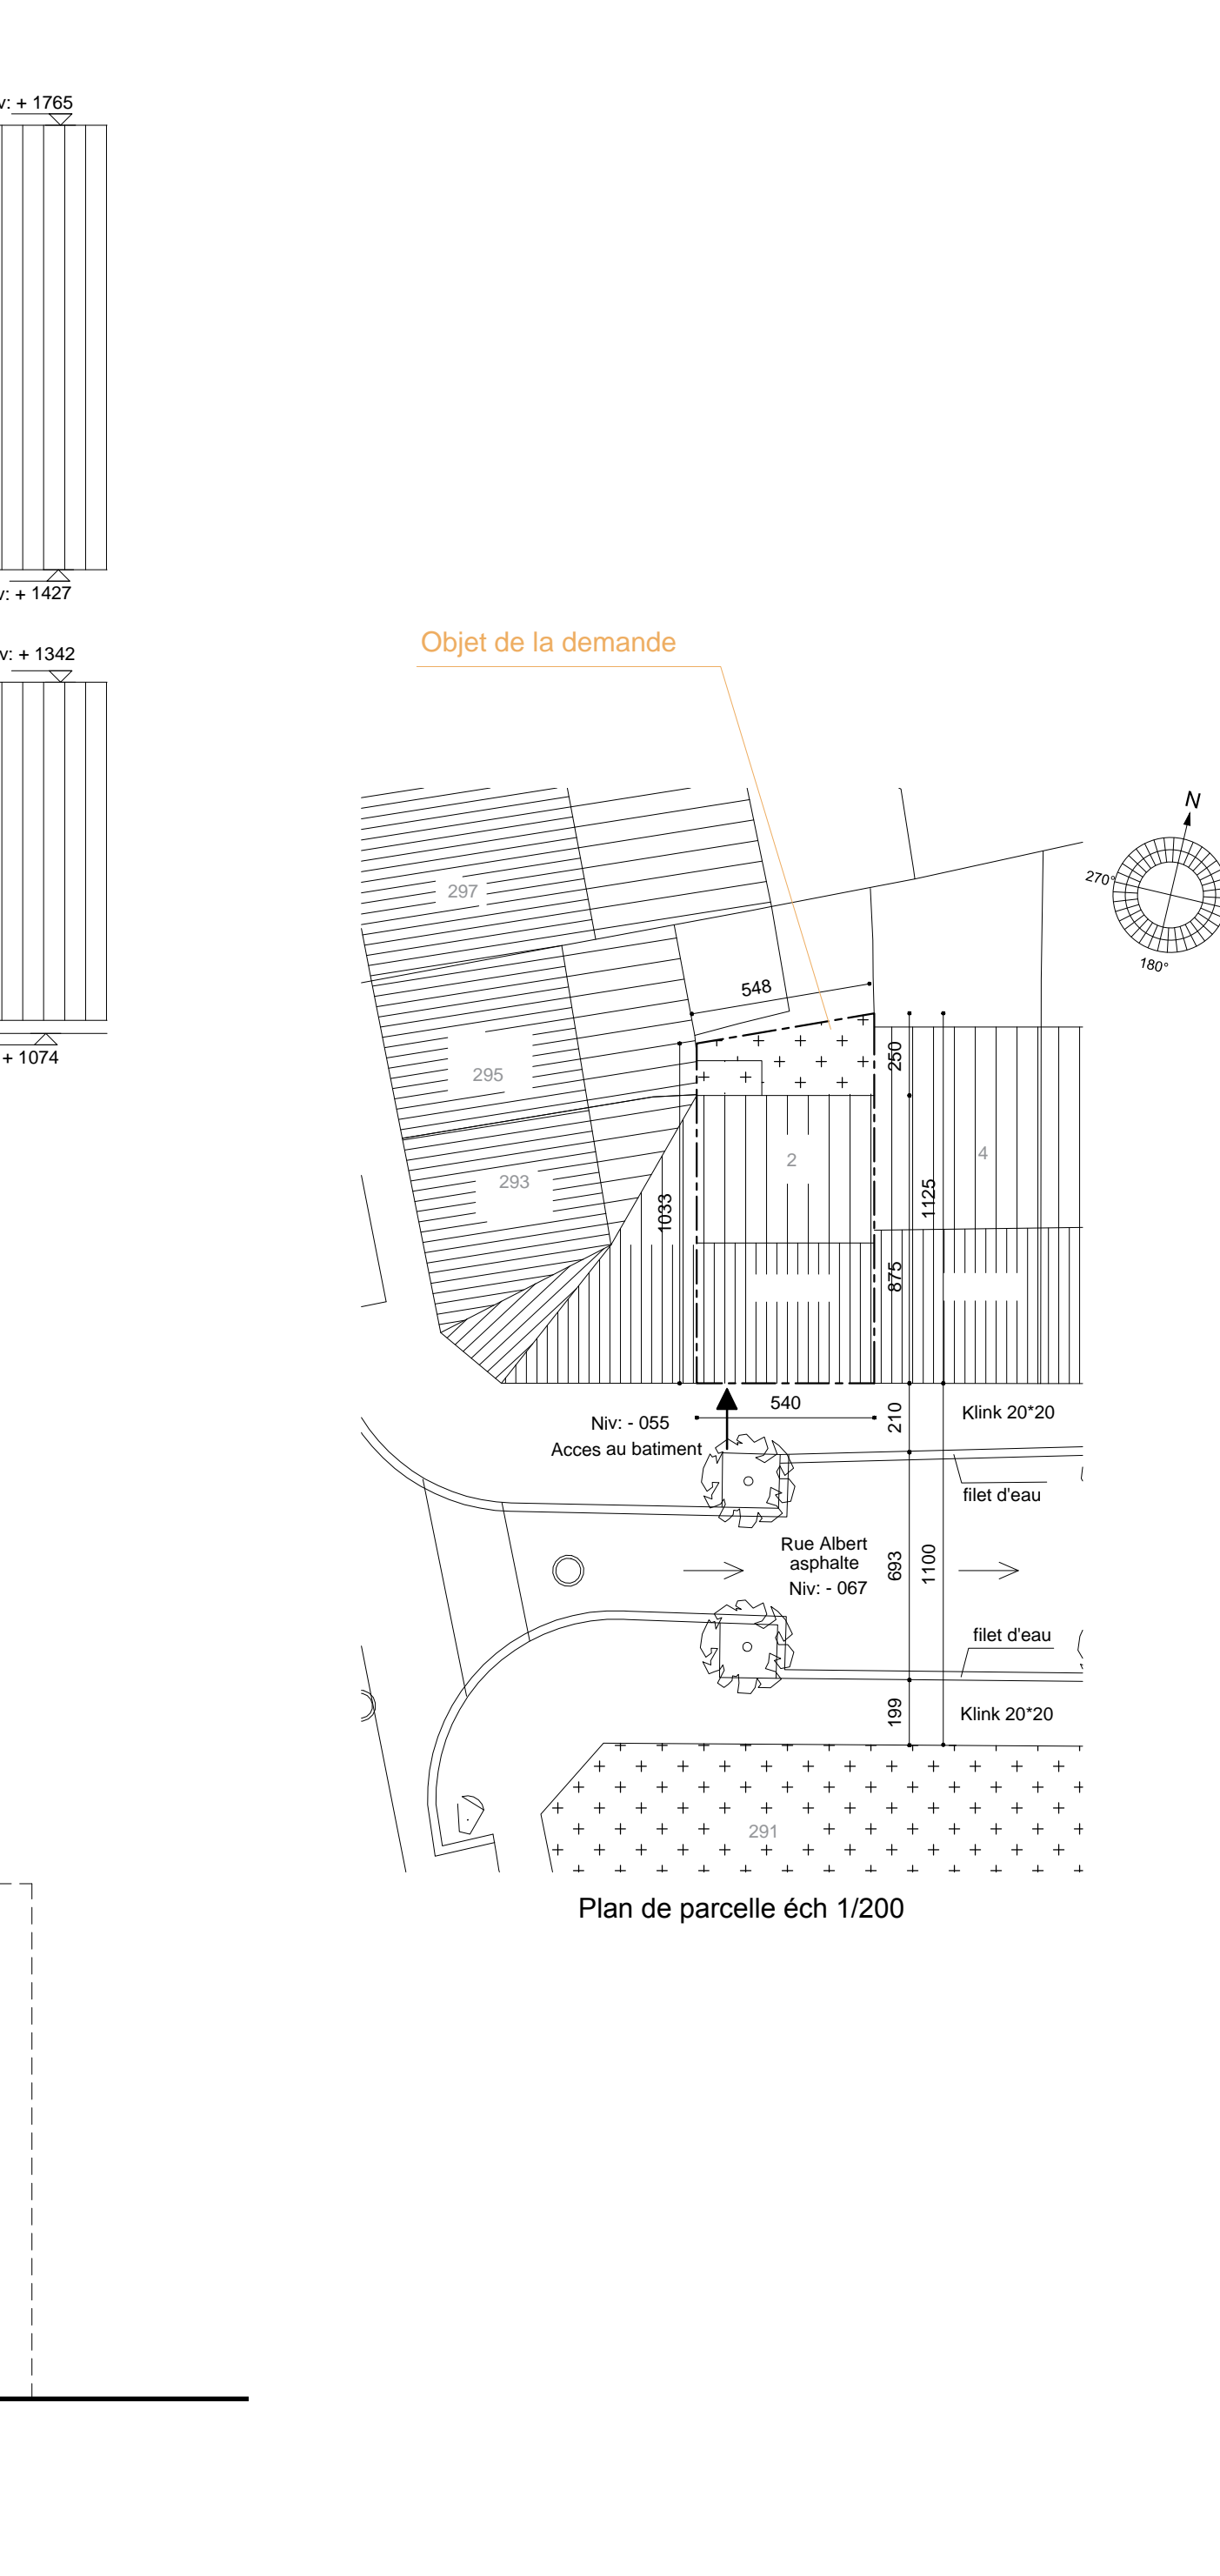 v: + 1765
v: + 1427
v: + 1342
+ 1074
Objet de la demande
N
270°
180°
297
548
295
250
2
4
293
1033
1125
875
540
210
Klink 20*20
Niv: - 055
Acces au batiment
filet d'eau
Rue Albert
asphalte
Niv: - 067
693
1100
filet d'eau
199
Klink 20*20
291
Plan de parcelle éch 1/200